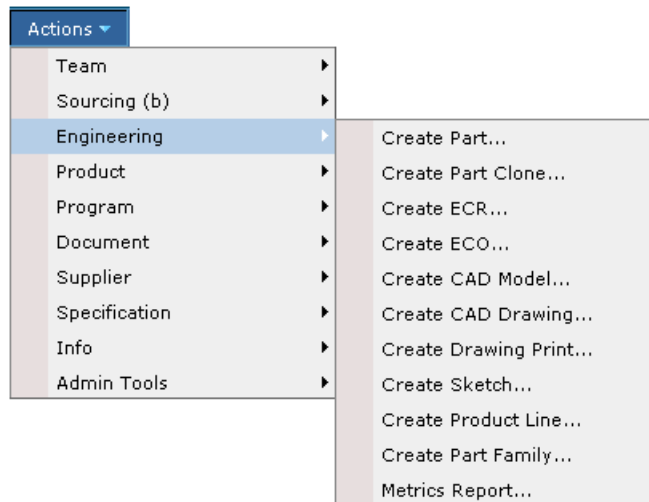 Actions
Team
Sourcing (b)
Engineering
Product
Program
Document
Supplier
Specification
Info
Admin Tools
Create Part...
Create Part Clone...
Create ECR...
Create ECO...
Create CAD Model...
Create CAD Drawing...
Create Drawing Print...
Create Sketch...
Create Product Line...
Create Part Family...
Metrics Report...